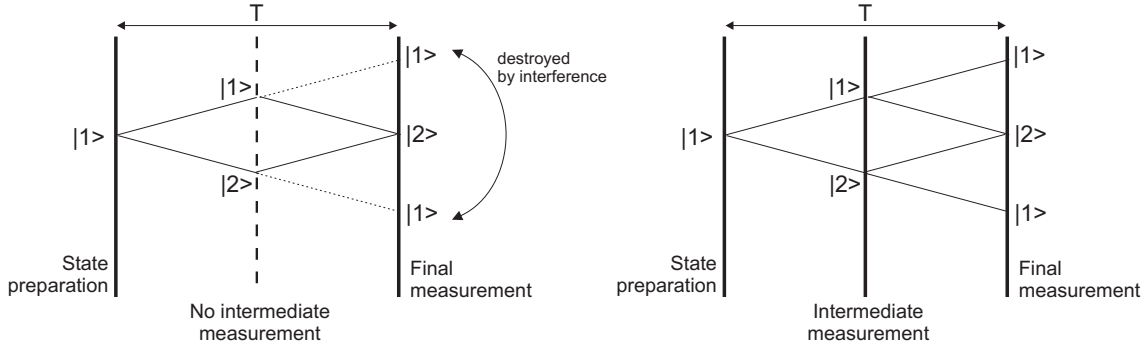 T
|1>
destroyed
by interference
|1>
|1>
|2>
|2>
|1>
State
preparation
Final
measurement
No intermediate
measurement
T
|1>
|1>
|1>
|2>
|2>
|1>
State
preparation
Final
measurement
Intermediate
measurement